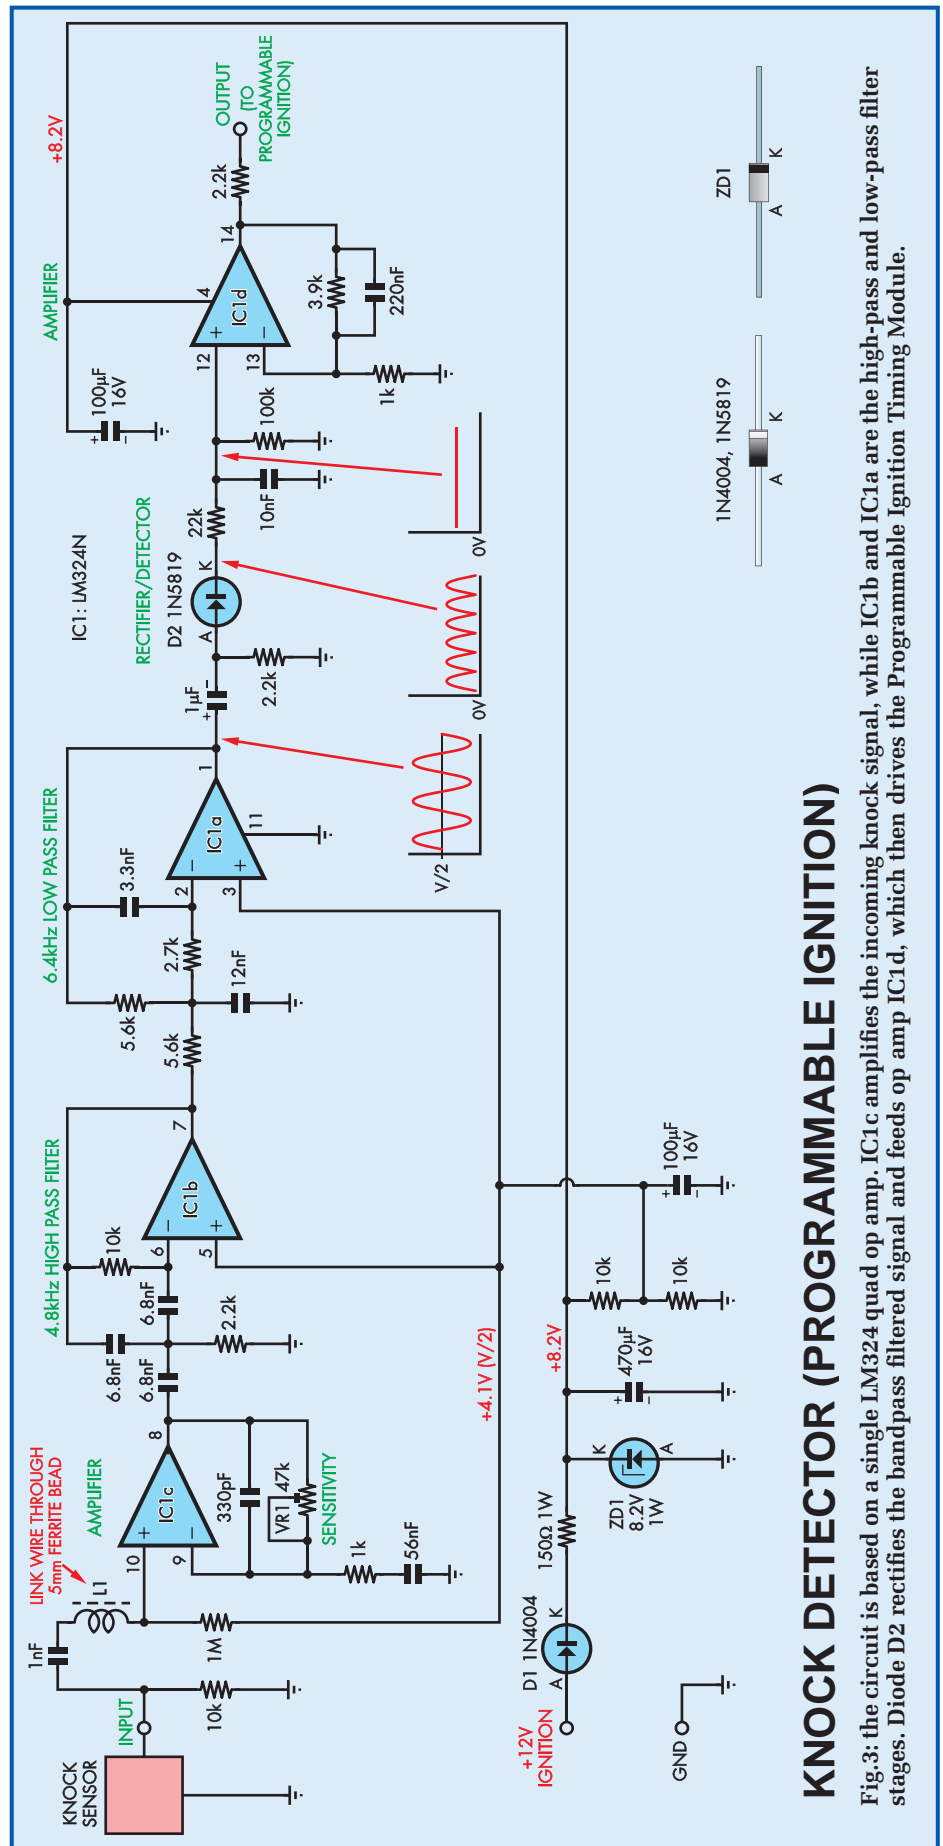 KNOCK
SENSOR
INPUT
10k
1nF
LINK WIRE THROUGH
5mm FERRITE BEAD
L1
1M
10
9
+
−
IC1c
8
AMPLIFIER
330pF
VR1 47k
SENSITIVITY
1k
56nF
4.8kHz HIGH PASS FILTER
6.8nF
6.8nF
6.8nF
2.2k
10k
6
5
−
+
IC1b
7
6.4kHz LOW PASS FILTER
5.6k
5.6k
12nF
2.7k
3.3nF
2
3
−
+
IC1a
1
11
V/2
+ 1µF −
2.2k
RECTIFIER/DETECTOR
D2 1N5819
A
K
0V
22k
10nF
100k
0V
IC1: LM324N
100µF
16V
+
−
AMPLIFIER
12
13
+
−
IC1d
4
14
1k
3.9k
220nF
2.2k
OUTPUT
(TO
PROGRAMMABLE
IGNITION)
+8.2V
+4.1V (V/2)
+12V
IGNITION
D1 1N4004
A
K
150Ω 1W
ZD1
8.2V
1W
K
A
+8.2V
470µF
16V
+
−
10k
10k
100µF
16V
+
−
GND
1N4004, 1N5819
A
K
ZD1
A
K
KNOCK DETECTOR (PROGRAMMABLE IGNITION)
Fig.3: the circuit is based on a single LM324 quad op amp. IC1c amplifies the incoming knock signal, while IC1b and IC1a are the high-pass and low-pass filter
stages. Diode D2 rectifies the bandpass filtered signal and feeds op amp IC1d, which then drives the Programmable Ignition Timing Module.